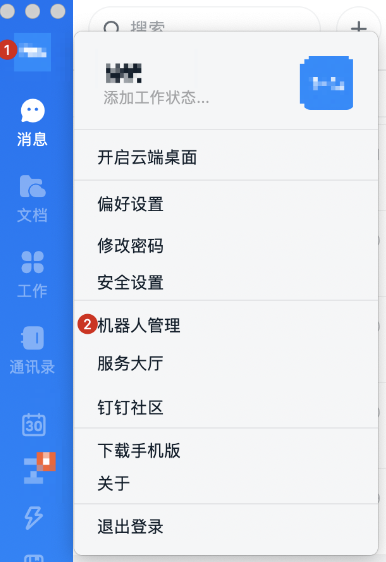 搜索
1
添加工作状态...
消息
开启云端桌面
偏好设置
文档
修改密码
安全设置
工作
2
机器人管理
服务大厅
通讯录
钉钉社区
30
下载手机版
关于
退出登录